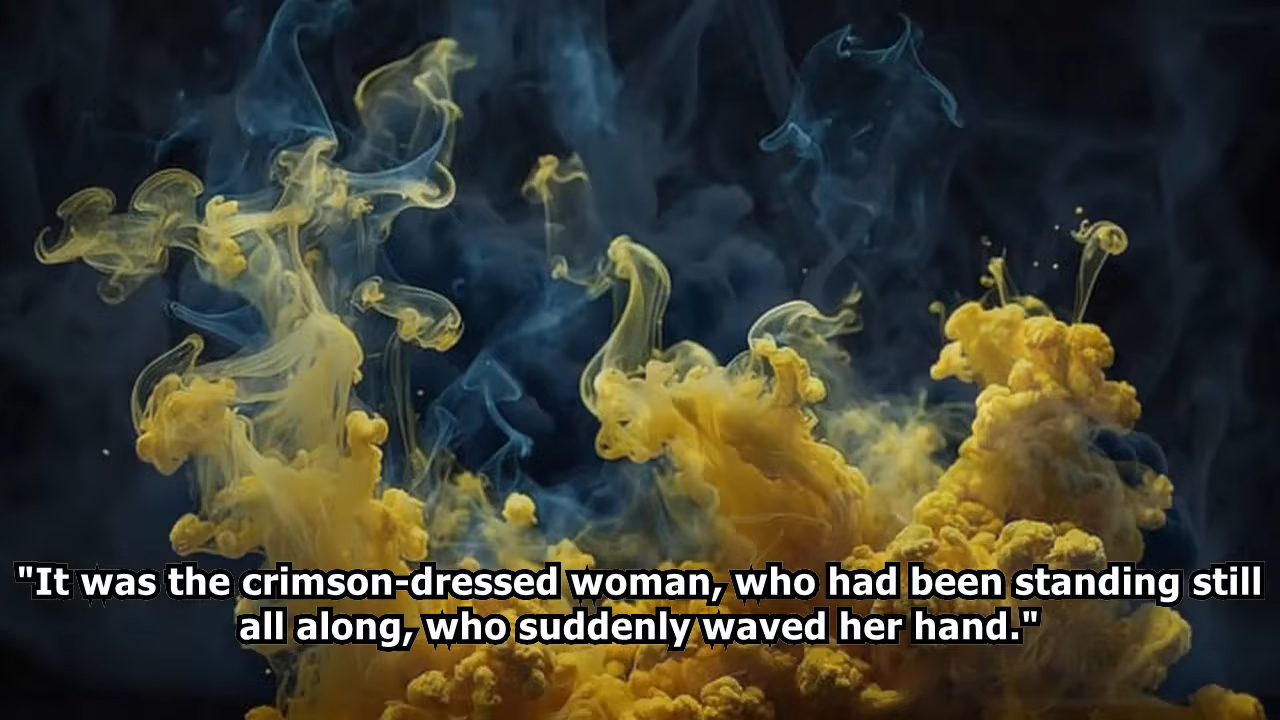 "It was the crimson-dressed woman, who had been standing still
all along, who suddenly waved her hand."